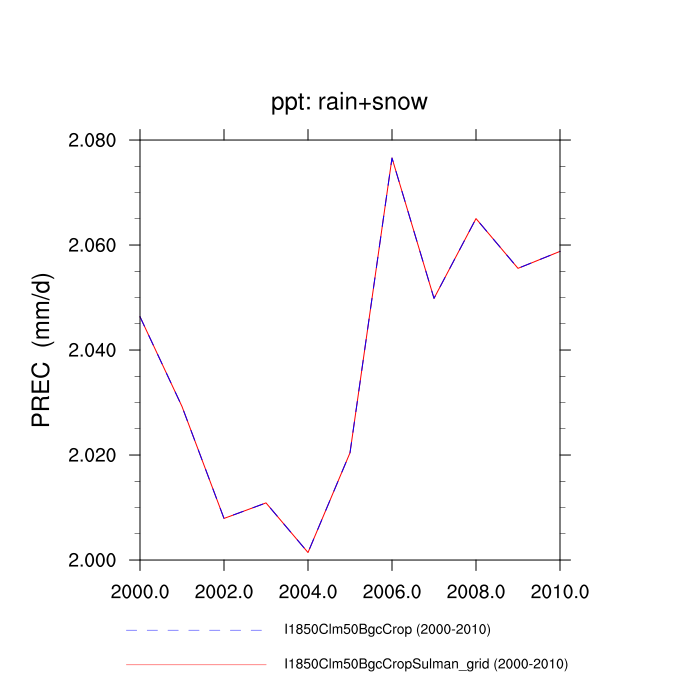 ppt: rain+snow
2.080
2.060
2.040
2.020
2.000
PREC (mm/d)
2000.0 2002.0 2004.0 2006.0 2008.0 2010.0
I1850Clm50BgcCrop (2000-2010)
I1850Clm50BgcCropSulman_grid (2000-2010)